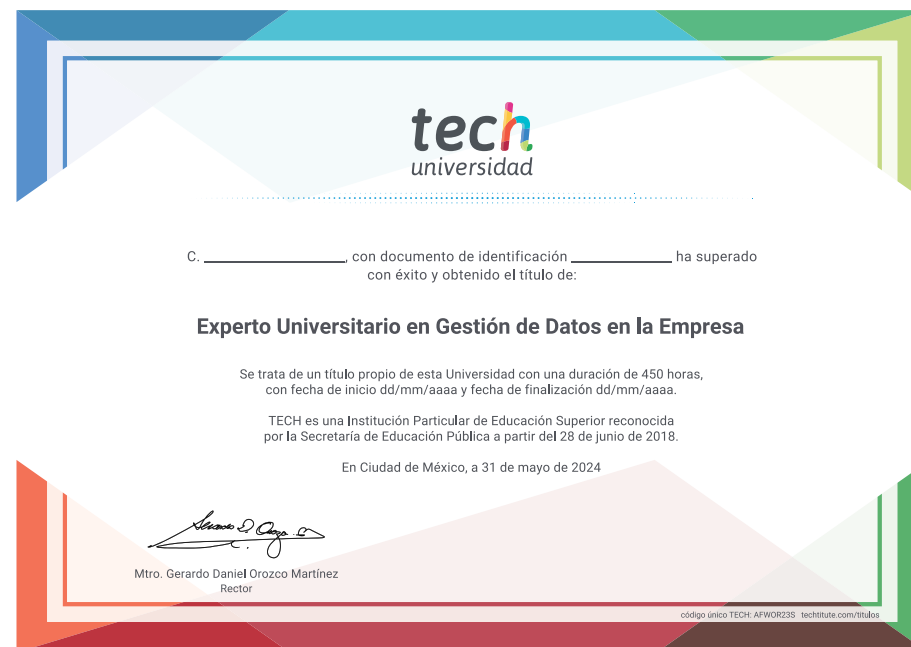 tech
universidad
C. ____________, con documento de identificación ____________ ha superado
con éxito y obtenido el título de:
Experto Universitario en Gestión de Datos en la Empresa
Se trata de un título propio de esta Universidad con una duración de 450 horas,
con fecha de inicio dd/mm/aaaa y fecha de finalización dd/mm/aaaa.
TECH es una Institución Particular de Educación Superior reconocida
por la Secretaría de Educación Pública a partir del 28 de junio de 2018.
En Ciudad de México, a 31 de mayo de 2024
Mtro. Gerardo Daniel Orozco Martínez
Rector
código único TECH: AFWOR23S techtitute.com/titulos